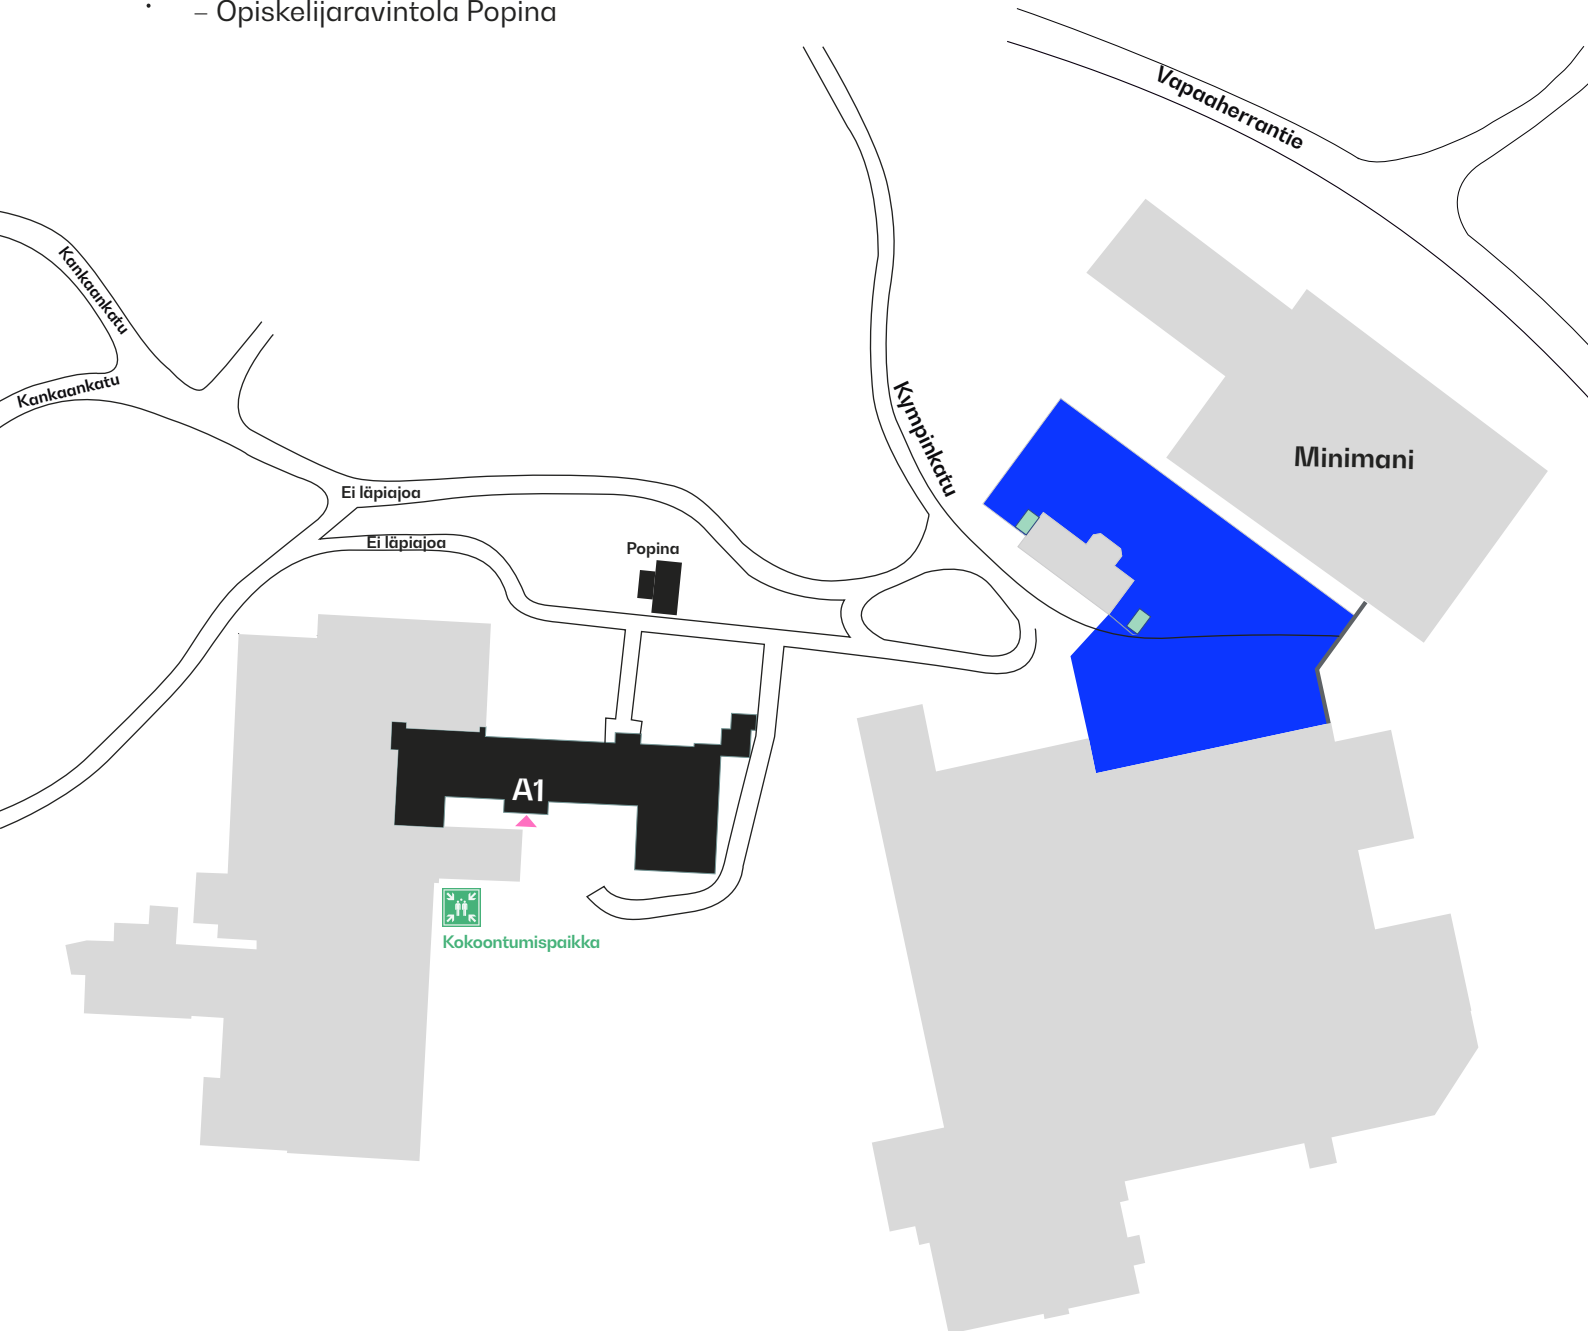 – Opiskelijaravintola Popina
Vapaaherrantie
Kankaankatu
Kankaankatu
Kympinkatu
Minimani
Ei läpiajoa
Ei läpiajoa
Popina
A1
Kokoontumispaikka